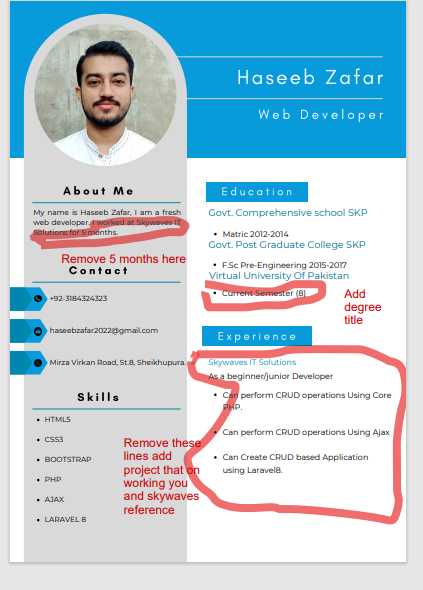 Haseeb Zafar
Web Developer
About Me
My name is Haseeb Zafar, I am a fresh
web developer. I worked at Skywaves IT
Solutions for 5 months.
Remove 5 months here
Contact
+92-3184324323
haseebzafar2022@gmail.com
Mirza Virkan Road, St.8, Sheikhupura.
Skills
HTML5
CSS3
BOOTSTRAP
PHP
AJAX
LARAVEL 8
Remove these
lines add
project that on
working you
and skywaves
reference
Education
Govt. Comprehensive school SKP
Matric 2012-2014
Govt. Post Graduate College SKP
F.Sc Pre-Engineering 2015-2017
Virtual University Of Pakistan
Current Semester (8)
Add
degree
title
Experience
Skywaves IT Solutions
As a beginner/junior Developer
Can perform CRUD operations Using Core
PHP.
Can perform CRUD operations Using Ajax
Can Create CRUD based Application
using Laravel8.